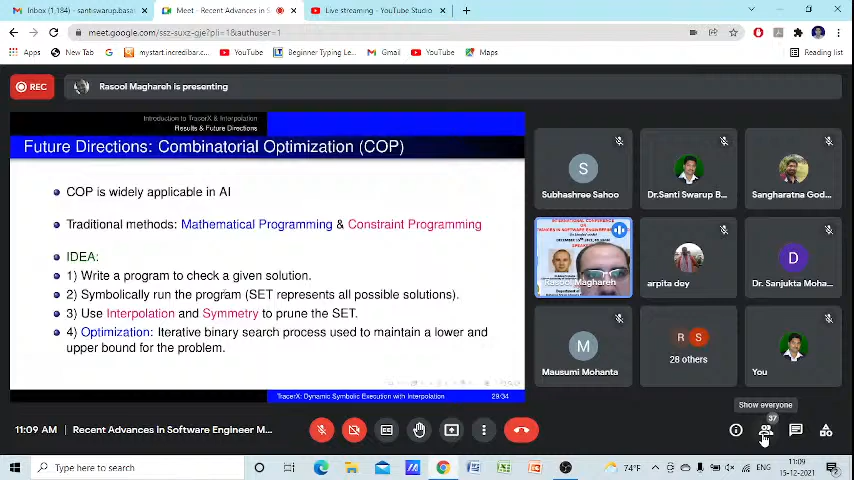 Inbox (1,184) - santiswarup.basa
Meet - Recent Advances in S
Live streaming - YouTube Studio
meet.google.com/ssz-suxz-gje?pli=1&authuser=1
Apps
New Tab
mystart.incredibar.c...
YouTube
Beginner Typing Le...
Gmail
YouTube
Maps
Reading list
REC
Rasool Maghareh is presenting
Introduction to TracerX & Interpolation
Results & Future Directions
Future Directions: Combinatorial Optimization (COP)
COP is widely applicable in AI
Traditional methods: Mathematical Programming & Constraint Programming
IDEA:
1) Write a program to check a given solution.
2) Symbolically run the program (SET represents all possible solutions).
3) Use Interpolation and Symmetry to prune the SET.
4) Optimization: Iterative binary search process used to maintain a lower and
upper bound for the problem.
TracerX: Dynamic Symbolic Execution with Interpolation
29/34
S
Subhashree Sahoo
Dr.Santi Swarup B...
Sangharatna God...
INTERNATIONAL CONFERENCE
Rasool Maghareh
arpita dey
D
Dr. Sanjukta Moha...
M
Mausumi Mohanta
R S
28 others
You
Show everyone
37
11:09 AM
Recent Advances in Software Engineer M...
Type here to search
74°F
ENG
11:09
15-12-2021